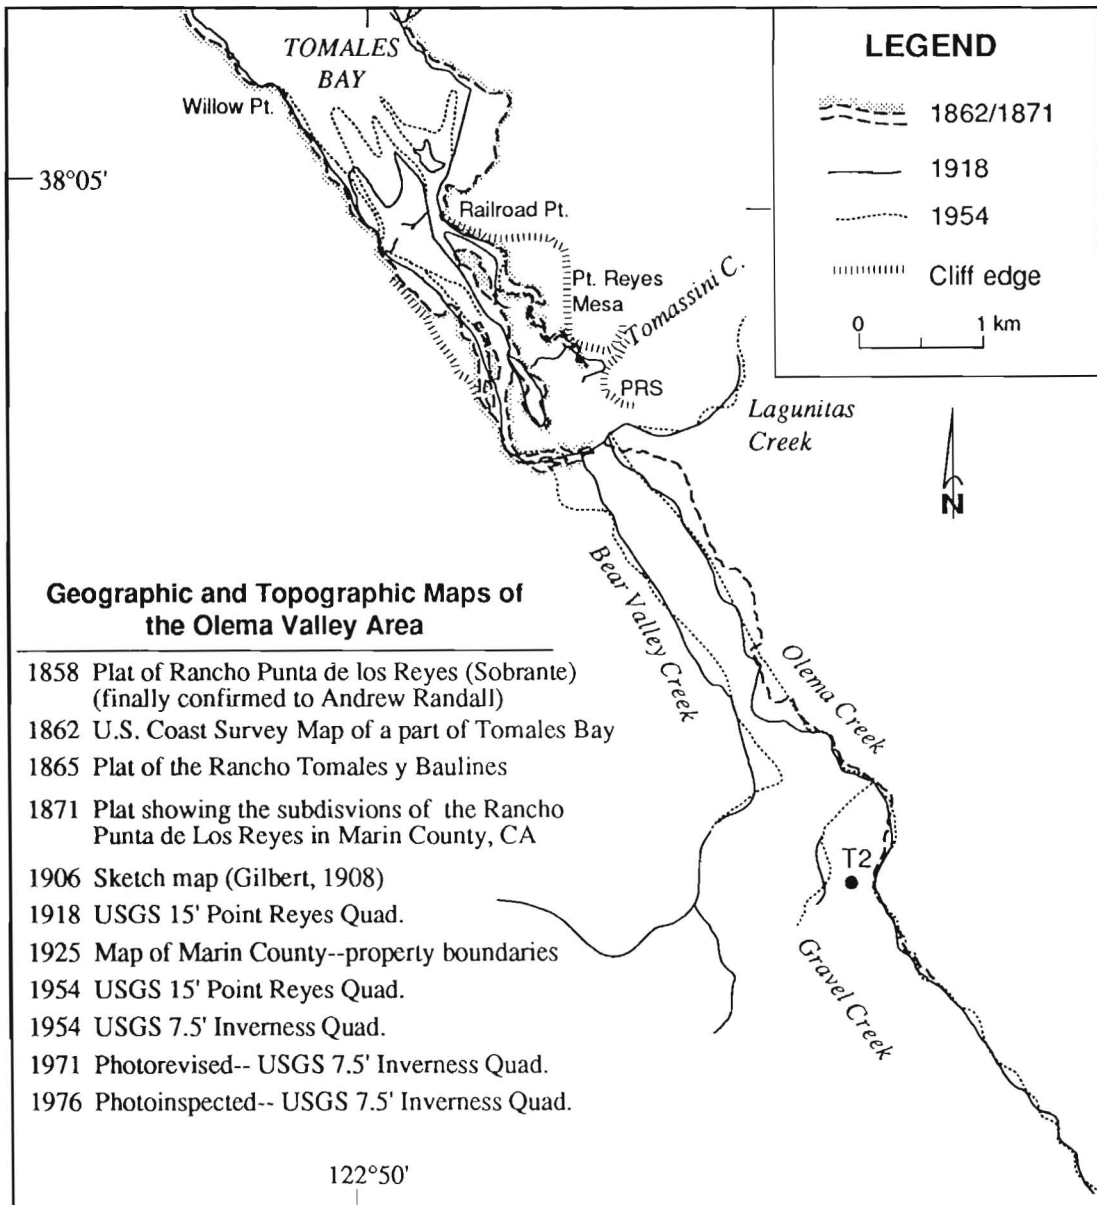 TOMALES
BAY
Willow Pt.
38°05'
Railroad Pt.
Pt. Reyes
Mesa
Tomassini C.
PRS
Lagunitas
Creek
LEGEND
1862/1871
1918
1954
Cliff edge
0 1 km
N
Bear Valley Creek
Olema Creek
T2
Gravel Creek
Geographic and Topographic Maps of
the Olema Valley Area
1858 Plat of Rancho Punta de los Reyes (Sobrante)
(finally confirmed to Andrew Randall)
1862 U.S. Coast Survey Map of a part of Tomales Bay
1865 Plat of the Rancho Tomales y Baulines
1871 Plat showing the subdisvions of the Rancho
Punta de Los Reyes in Marin County, CA
1906 Sketch map (Gilbert, 1908)
1918 USGS 15' Point Reyes Quad.
1925 Map of Marin County--property boundaries
1954 USGS 15' Point Reyes Quad.
1954 USGS 7.5' Inverness Quad.
1971 Photorevised-- USGS 7.5' Inverness Quad.
1976 Photoinspected-- USGS 7.5' Inverness Quad.
122°50'